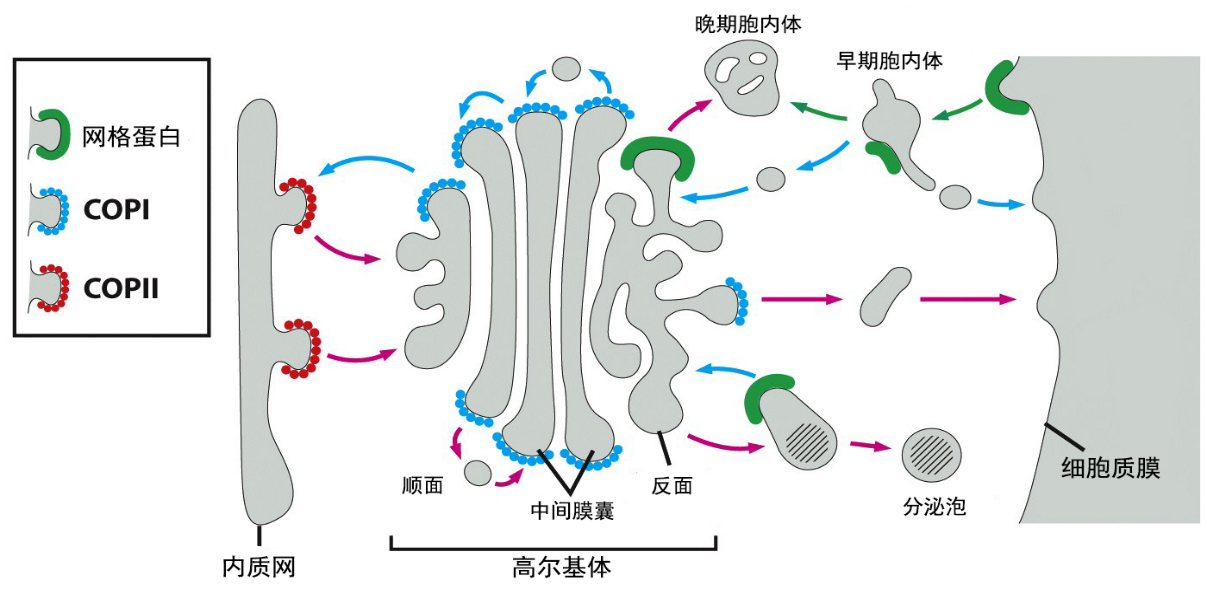 晚期胞内体
早期胞内体
网格蛋白
COPI
COPII
顺面
中间膜囊
反面
分泌泡
细胞质膜
内质网
高尔基体